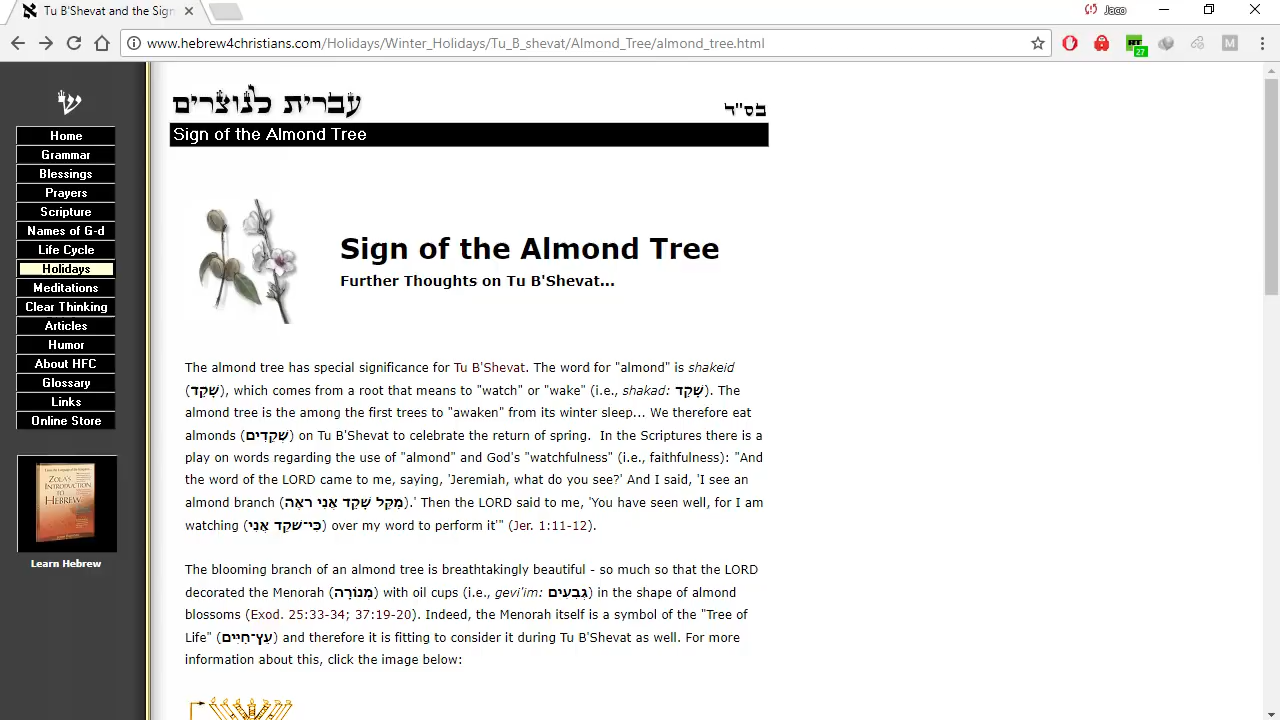 Tu B'Shevat and the Sign
Jaco
www.hebrew4christians.com/Holidays/Winter_Holidays/Tu_B_shevat/Almond_Tree/almond_tree.html
27
M
Home
Grammar
Blessings
Prayers
Scripture
Names of G-d
Life Cycle
Holidays
Meditations
Clear Thinking
Articles
Humor
About HFC
Glossary
Links
Online Store
ZOLA'S
INTRODUCTION
TO
HEBREW
Learn Hebrew
עברית לנוצרים
בס"ד
Sign of the Almond Tree
Sign of the Almond Tree
Further Thoughts on Tu B'Shevat...
The almond tree has special significance for Tu B'Shevat. The word for "almond" is shakeid
(שָׁקֵד), which comes from a root that means to "watch" or "wake" (i.e., shakad: שָׁקַד). The
almond tree is the among the first trees to "awaken" from its winter sleep... We therefore eat
almonds (שְׁקֵדִים) on Tu B'Shevat to celebrate the return of spring.  In the Scriptures there is a
play on words regarding the use of "almond" and God's "watchfulness" (i.e., faithfulness): "And
the word of the LORD came to me, saying, 'Jeremiah, what do you see?' And I said, 'I see an
almond branch (מַקֵּל שָׁקֵד אֲנִי רֹאֶה).' Then the LORD said to me, 'You have seen well, for I am
watching (כִּי־שֹׁקֵד אֲנִי) over my word to perform it'" (Jer. 1:11-12).
The blooming branch of an almond tree is breathtakingly beautiful - so much so that the LORD
decorated the Menorah (מְנוֹרָה) with oil cups (i.e., gevi'im: גְּבִעִים) in the shape of almond
blossoms (Exod. 25:33-34; 37:19-20). Indeed, the Menorah itself is a symbol of the "Tree of
Life" (עֵץ־חַיִּים) and therefore it is fitting to consider it during Tu B'Shevat as well. For more
information about this, click the image below: